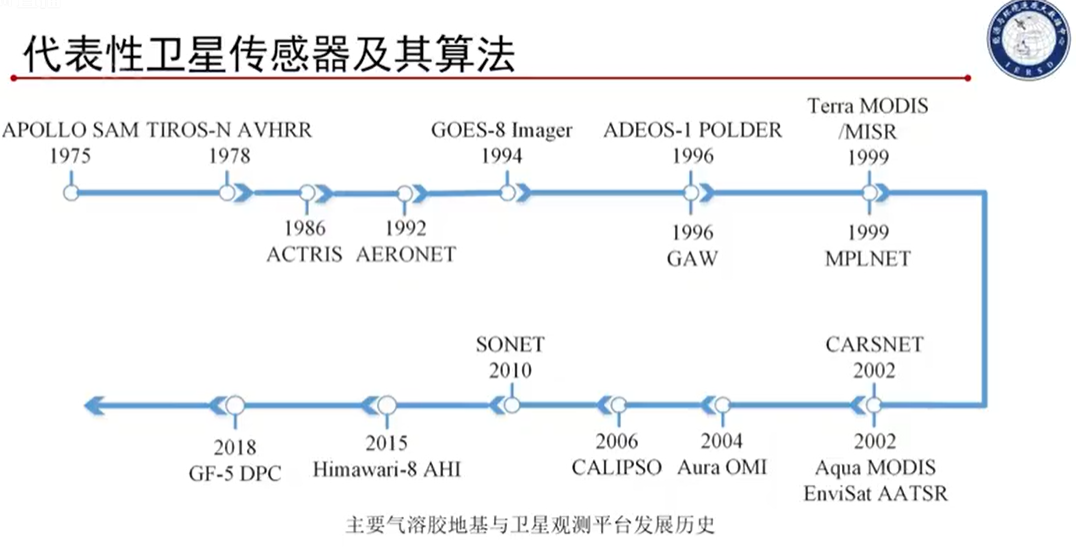 代表性卫星传感器及其算法
APOLLO SAM TIROS-N AVHRR
1975
1978
GOES-8 Imager
1994
ADEOS-1 POLDER
1996
Terra MODIS
/MISR
1999
1986
ACTRIS
1992
AERONET
1996
GAW
1999
MPLNET
SONET
2010
CARSNET
2002
2018
GF-5 DPC
2015
Himawari-8 AHI
2006
CALIPSO
2004
Aura OMI
2002
Aqua MODIS
EnviSat AATSR
主要气溶胶地基与卫星观测平台发展历史